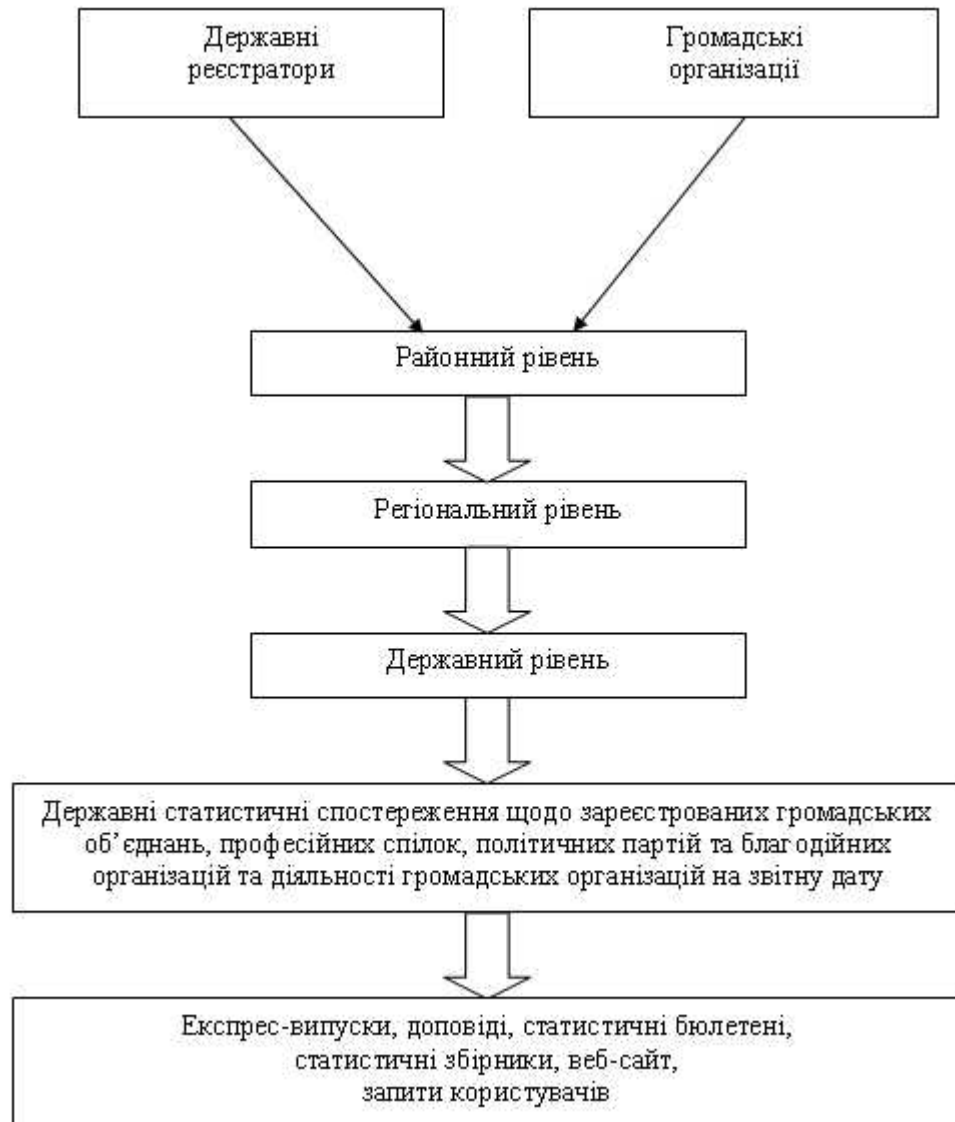 Державні
реєстратори
Громадські
організації
Районний рівень
Регіональний рівень
Державний рівень
Державні статистичні спостереження щодо зареєстрованих громадських
об’єднань, професійних спілок, політичних партій та благодійних
організацій та діяльності громадських організацій на звітну дату
Експрес-випуски, доповіді, статистичні бюлетені,
статистичні збірники, веб-сайт,
запити користувачів